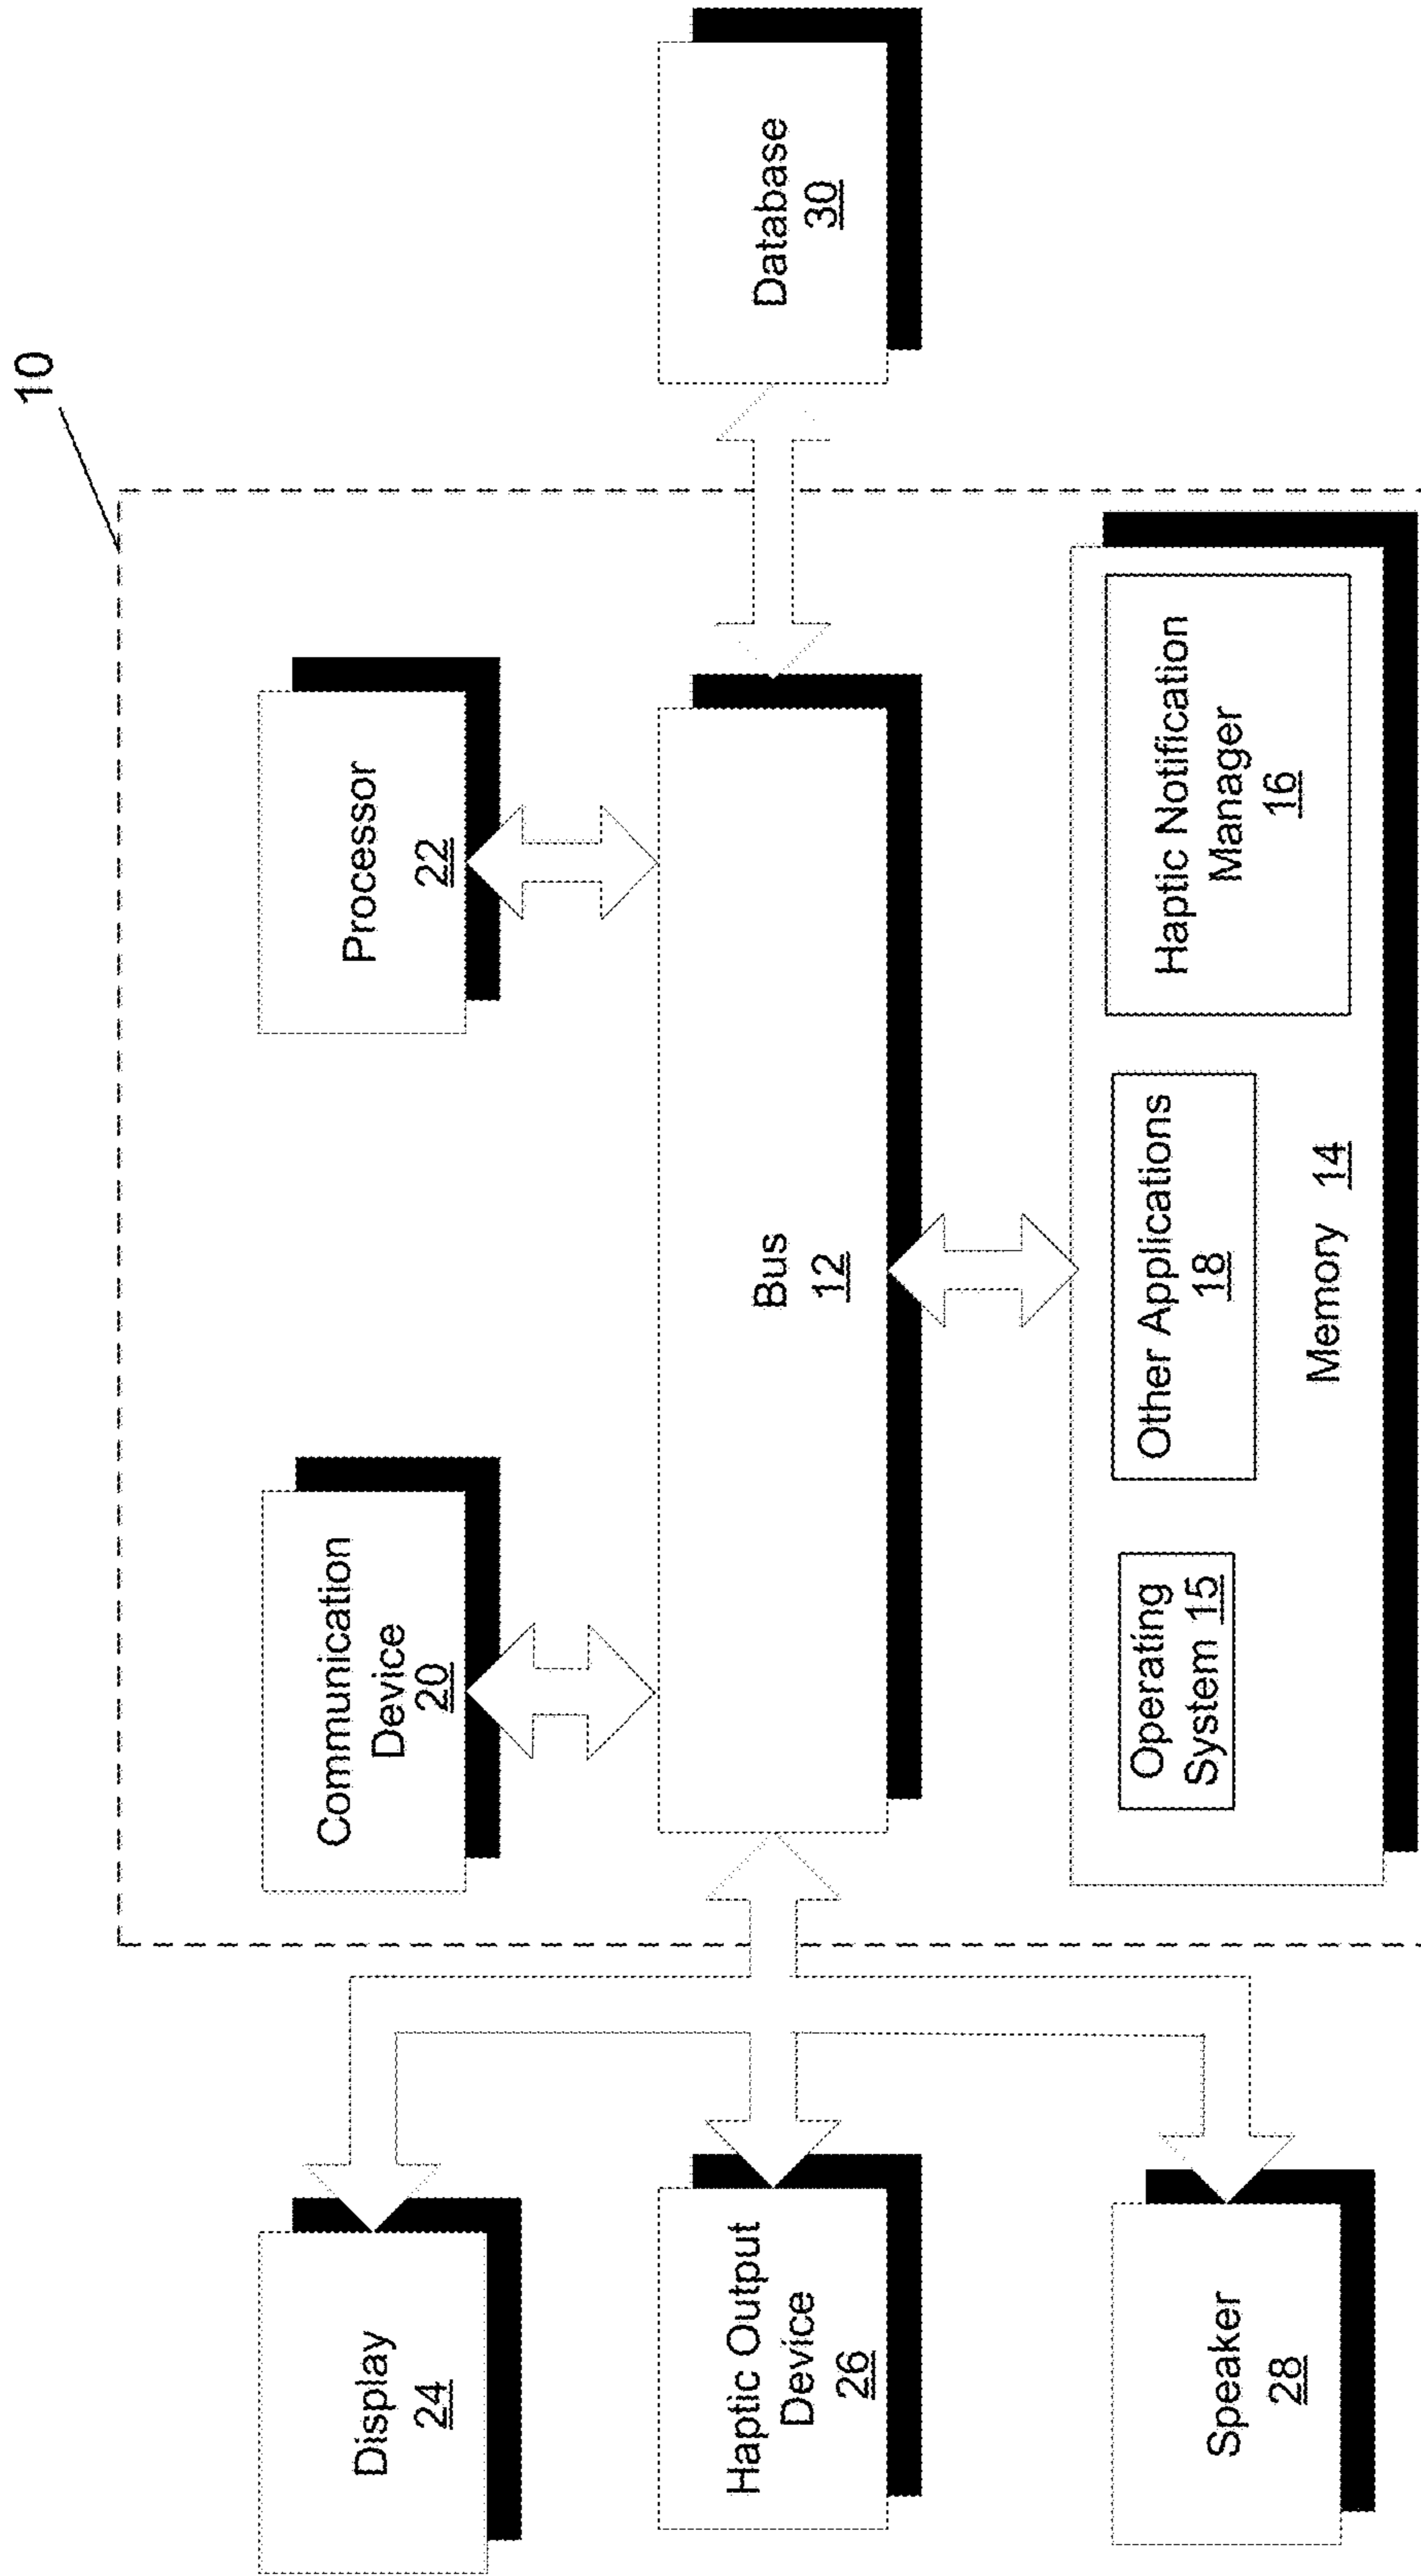 10
Communication
Device
20
Processor
22
Display
24
Haptic Output
Device
26
Bus
12
Database
30
Speaker
28
Operating
System 15
Other Applications
18
Haptic Notification
Manager
16
Memory 14